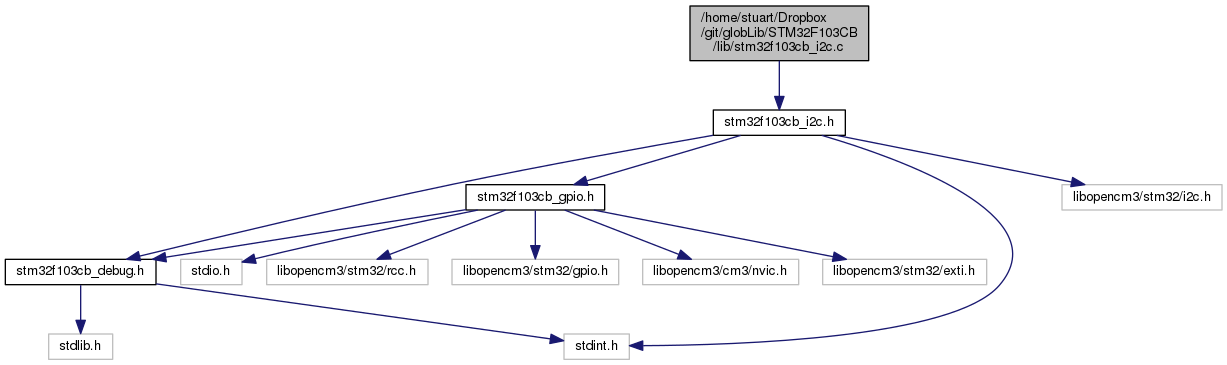 /home/stuart/Dropbox
/git/globLib/STM32F103CB
/lib/stm32f103cb_i2c.c
stm32f103cb_i2c.h
stm32f103cb_gpio.h
libopencm3/stm32/i2c.h
stm32f103cb_debug.h
stdio.h
libopencm3/stm32/rcc.h
libopencm3/stm32/gpio.h
libopencm3/cm3/nvic.h
libopencm3/stm32/exti.h
stdlib.h
stdint.h